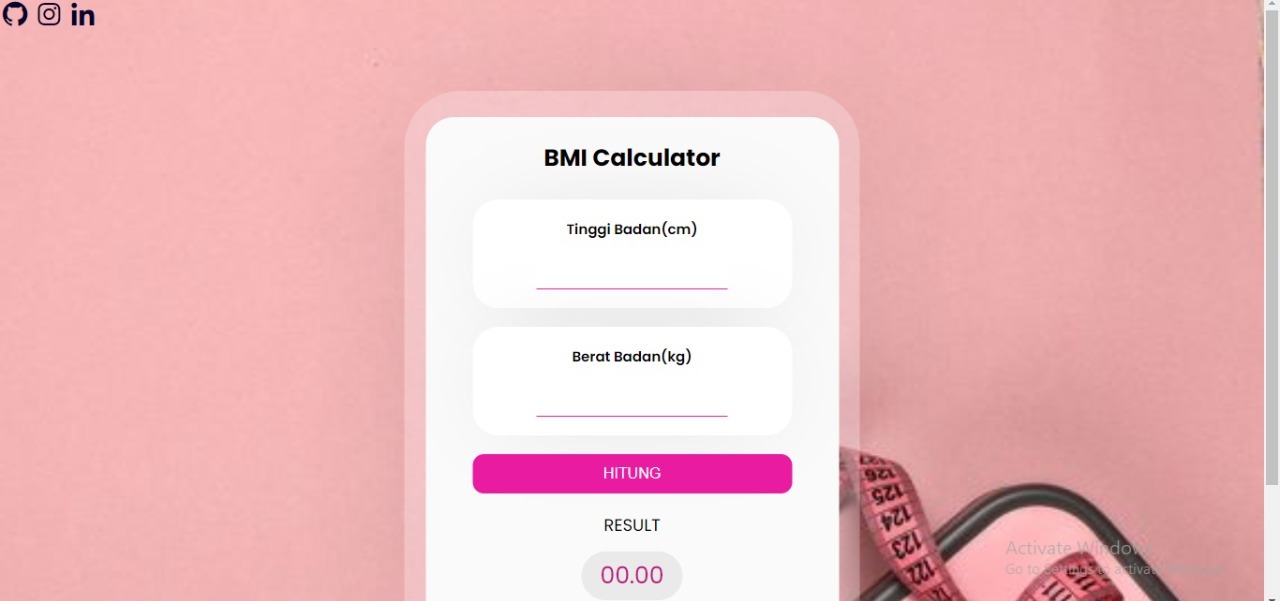 BMI Calculator
Tinggi Badan(cm)
Berat Badan(kg)
HITUNG
RESULT
00.00
127
126
125
124
123
122
Activate Windows
Go to Settings to activate